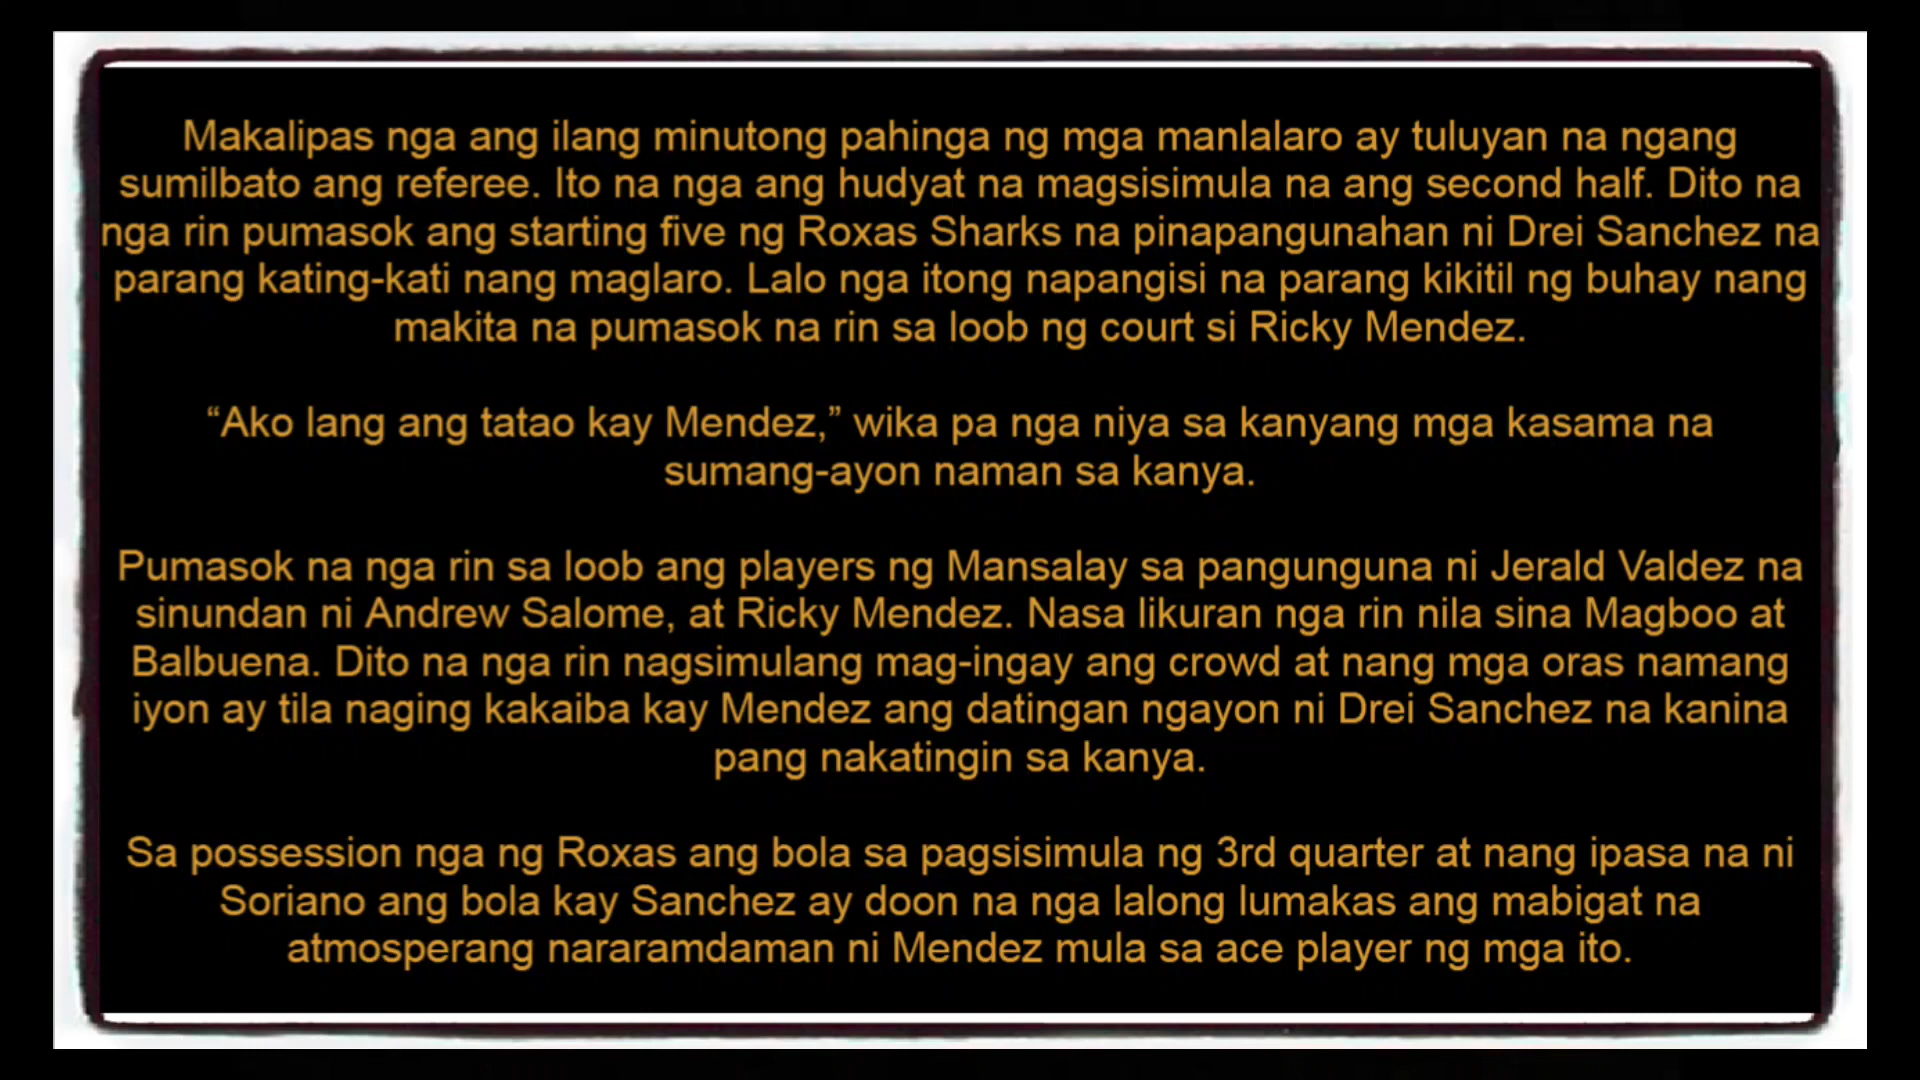 Makalipas nga ang ilang minutong pahinga ng mga manlalaro ay tuluyan na ngang
sumilbato ang referee. Ito na nga ang hudyat na magsisimula na ang second half. Dito na
nga rin pumasok ang starting five ng Roxas Sharks na pinapangunahan ni Drei Sanchez na
parang kating-kati nang maglaro. Lalo nga itong napangisi na parang kikitil ng buhay nang
makita na pumasok na rin sa loob ng court si Ricky Mendez.
“Ako lang ang tatao kay Mendez,” wika pa nga niya sa kanyang mga kasama na
sumang-ayon naman sa kanya.
Pumasok na nga rin sa loob ang players ng Mansalay sa pangunguna ni Jerald Valdez na
sinundan ni Andrew Salome, at Ricky Mendez. Nasa likuran nga rin nila sina Magboo at
Balbuena. Dito na nga rin nagsimulang mag-ingay ang crowd at nang mga oras namang
iyon ay tila naging kakaiba kay Mendez ang datingan ngayon ni Drei Sanchez na kanina
pang nakatingin sa kanya.
Sa possession nga ng Roxas ang bola sa pagsisimula ng 3rd quarter at nang ipasa na ni
Soriano ang bola kay Sanchez ay doon na nga lalong lumakas ang mabigat na
atmosperang nararamdaman ni Mendez mula sa ace player ng mga ito.